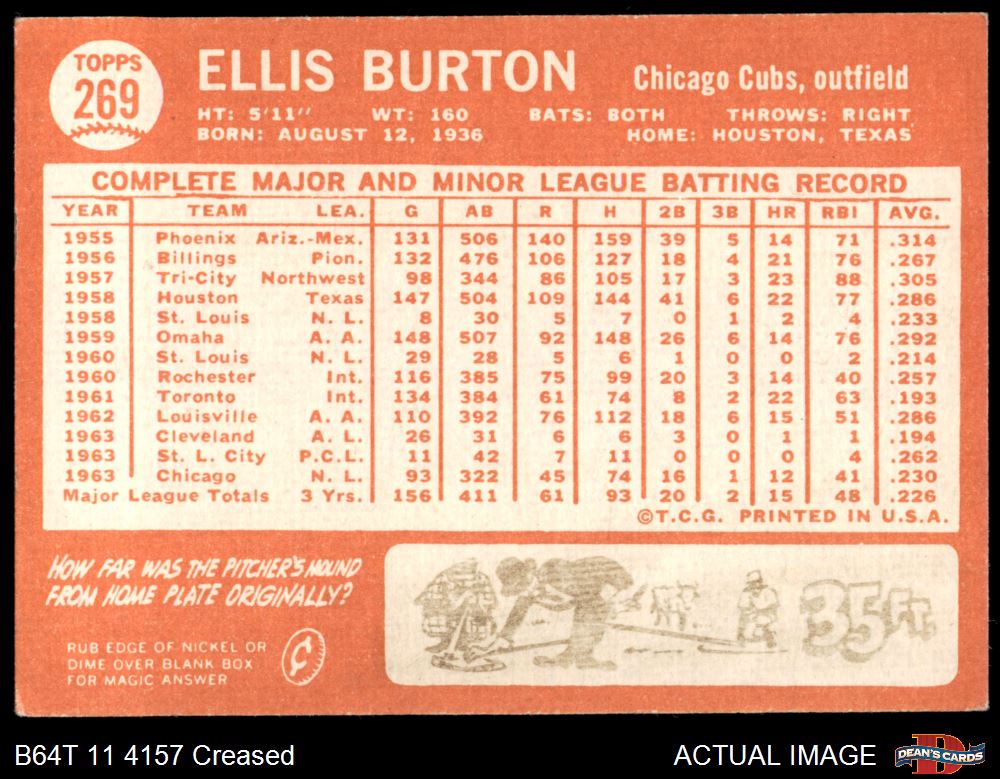 TOPPS
269
ELLIS BURTON Chicago Cubs, outfield
HT: 5'11" WT: 160 BATS: BOTH THROWS: RIGHT
BORN: AUGUST 12, 1936 HOME: HOUSTON, TEXAS
COMPLETE MAJOR AND MINOR LEAGUE BATTING RECORD
YEAR TEAM LEA. G AB R H 2B 3B HR RBI AVG.
1955 Phoenix Ariz.-Mex. 131 506 140 159 39 5 14 71 .314
1956 Billings Pion. 132 476 106 127 18 4 21 76 .267
1957 Tri-City Northwest 98 344 86 105 17 3 23 88 .305
1958 Houston Texas 147 504 109 144 41 6 22 77 .286
1958 St. Louis N. L. 8 30 5 7 0 1 2 4 .233
1959 Omaha A. A. 148 507 92 148 26 6 14 76 .292
1960 St. Louis N. L. 29 28 5 6 1 0 0 2 .214
1960 Rochester Int. 116 385 75 99 20 3 14 40 .257
1961 Toronto Int. 134 384 61 74 8 2 22 63 .193
1962 Louisville A. A. 110 392 76 112 18 6 15 51 .286
1963 Cleveland A. L. 26 31 6 6 3 0 1 1 .194
1963 St. L. City P.C.L. 11 42 7 11 0 0 0 4 .262
1963 Chicago N. L. 93 322 45 74 16 1 12 41 .230
Major League Totals 3 Yrs. 156 411 61 93 20 2 15 48 .226
©T.C.G. PRINTED IN U.S.A.
HOW FAR WAS THE PITCHER'S MOUND
FROM HOME PLATE ORIGINALLY?
RUB EDGE OF NICKEL OR
DIME OVER BLANK BOX
FOR MAGIC ANSWER
¢
35 FT.
B64T 11 4157 Creased ACTUAL IMAGE
DEAN'S CARDS